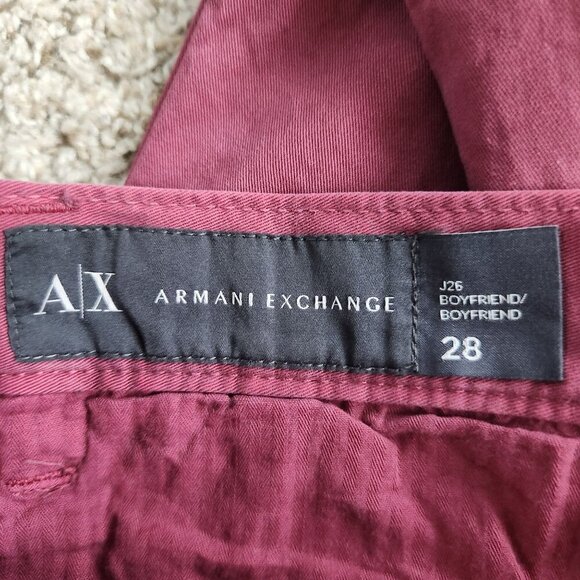 A|X ARMANI EXCHANGE
J26
BOYFRIEND/
BOYFRIEND
28